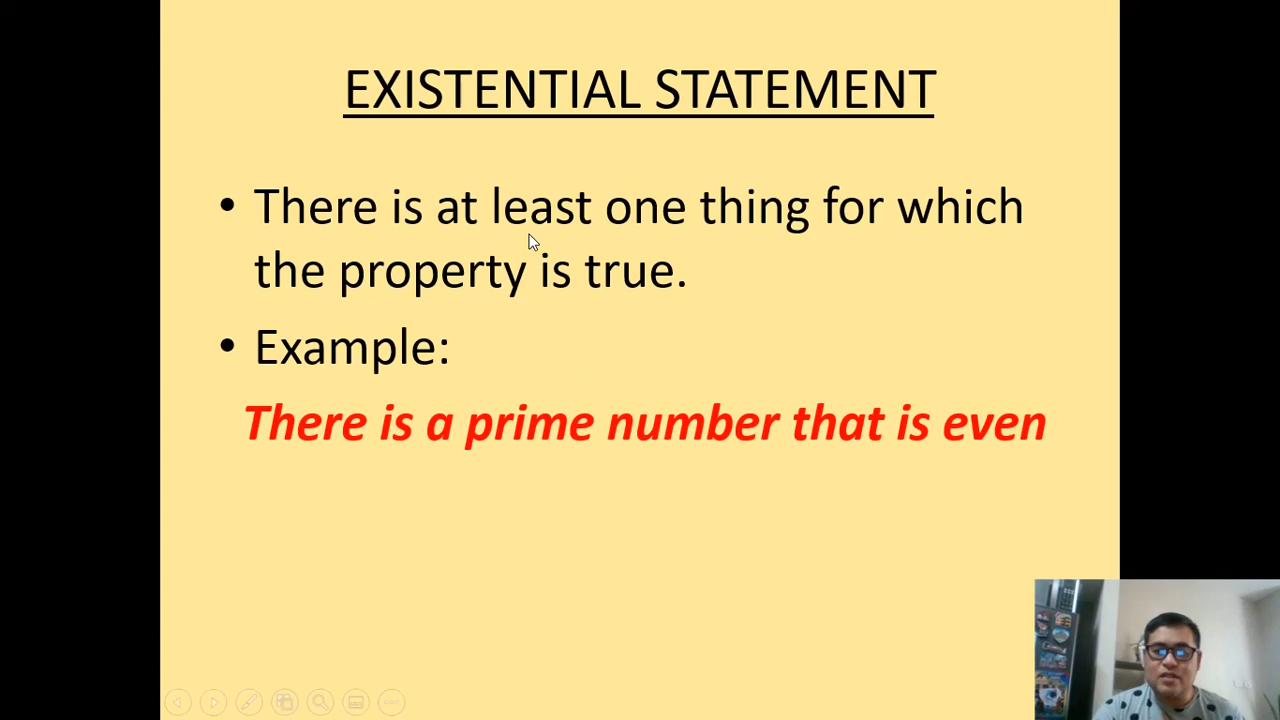 EXISTENTIAL STATEMENT
• There is at least one thing for which
the property is true.
• Example:
There is a prime number that is even